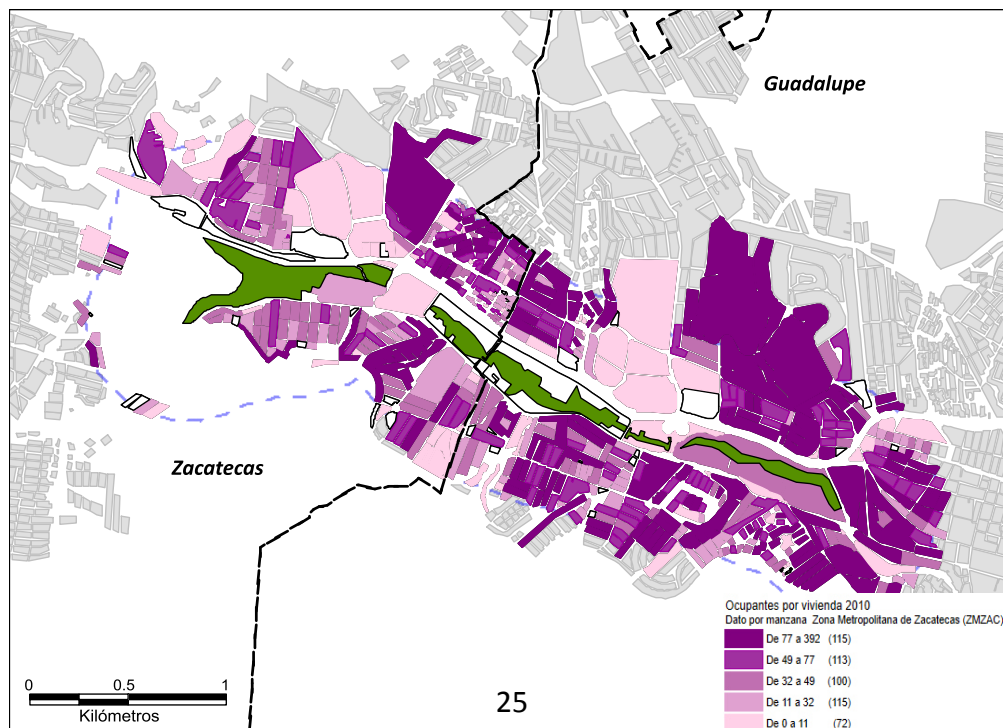 Guadalupe
Zacatecas
Ocupantes por vivienda 2010
Dato por manzana Zona Metropolitana de Zacatecas (ZMZAC)
De 77 a 392 (115)
De 49 a 77 (113)
De 32 a 49 (100)
De 11 a 32 (115)
De 0 a 11 (72)
0 0.5 1
Kilómetros
25